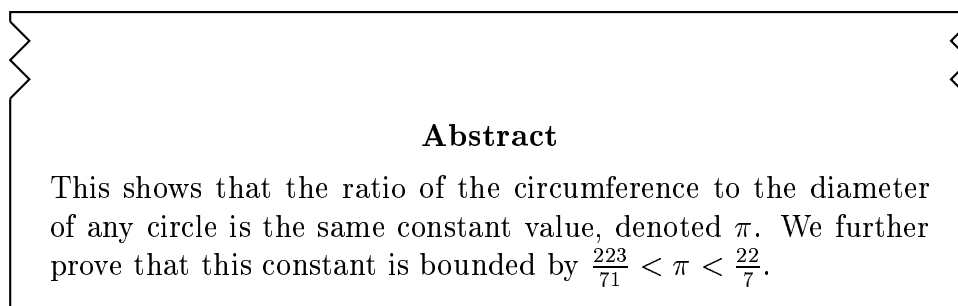 Abstract
This shows that the ratio of the circumference to the diameter
of any circle is the same constant value, denoted π. We further
prove that this constant is bounded by 223/71 < π < 22/7.